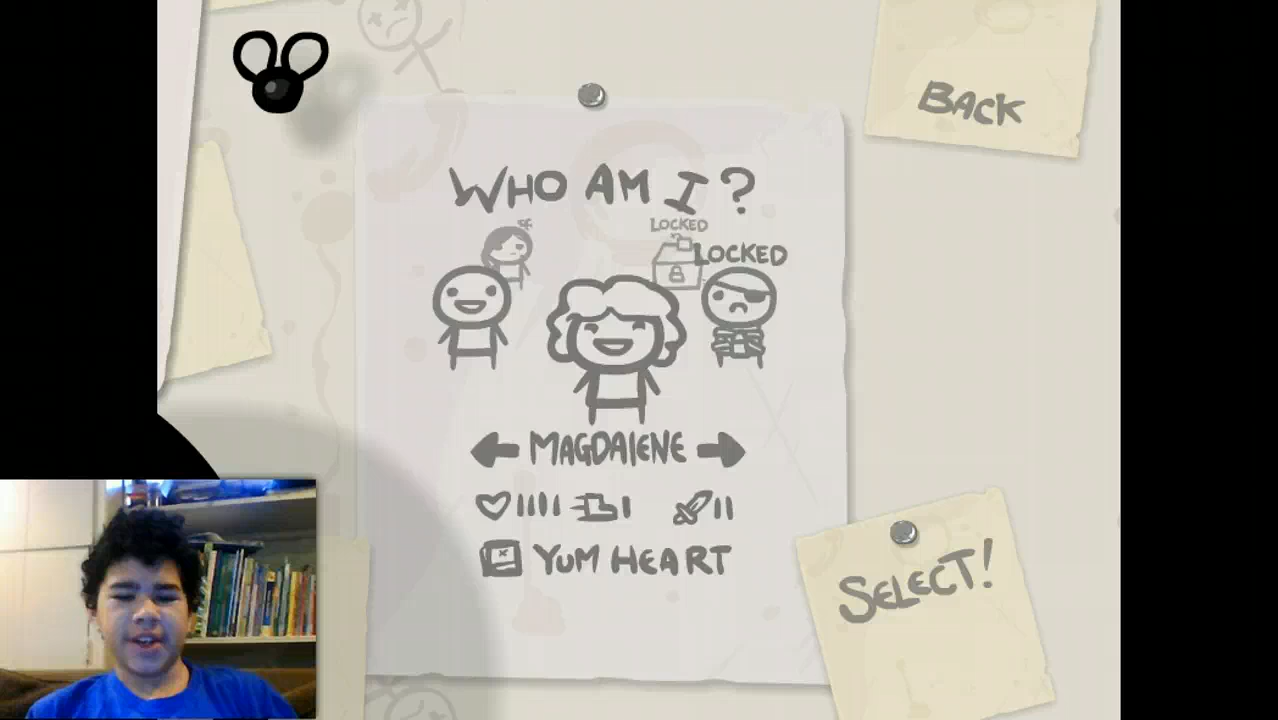 BACK
WHO AM I?
LOCKED
LOCKED
MAGDALENE
YUM HEART
SELECT!